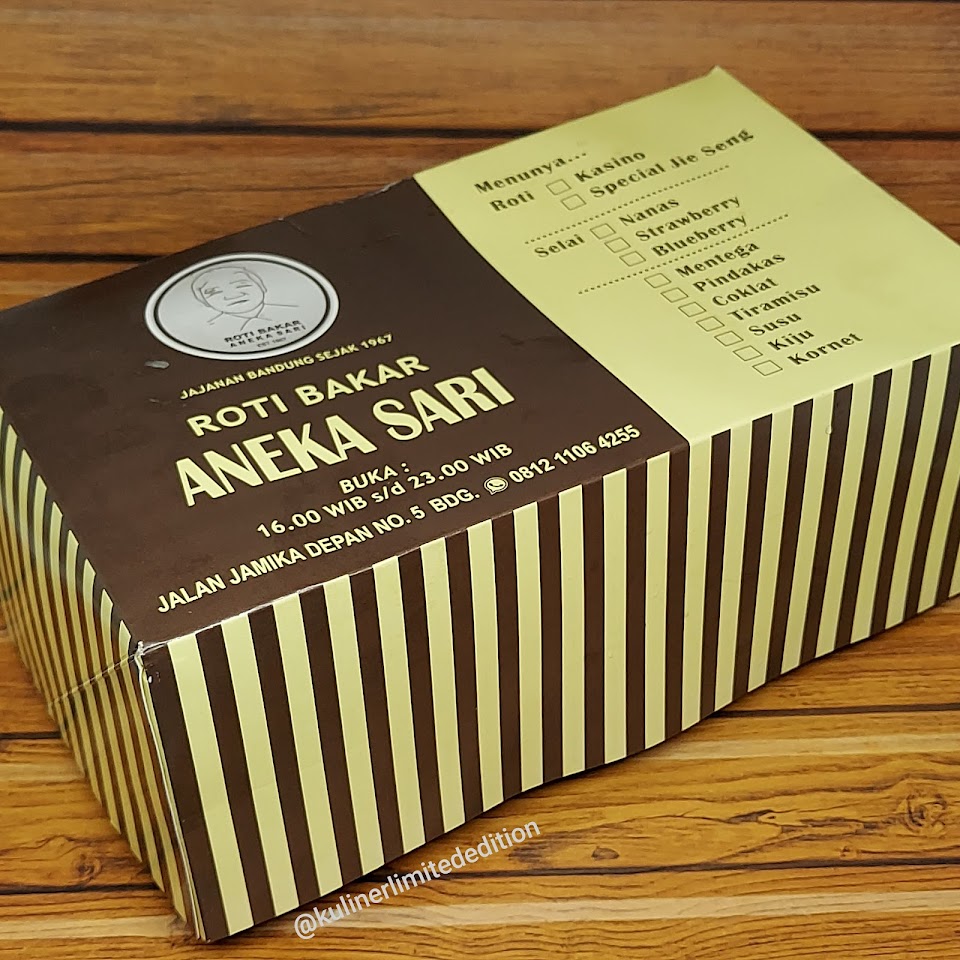 ROTI BAKAR
ANEKA SARI
EST 1967
JAJANAN BANDUNG SEJAK 1967
ROTI BAKAR
ANEKA SARI
BUKA :
16.00 WIB s/d 23.00 WIB
JALAN JAMIKA DEPAN NO. 5 BDG. 0812 1106 4255
Menunya...
Roti Kasino
Special Jie Seng
Selai Nanas
Strawberry
Blueberry
Mentega
Pindakas
Coklat
Tiramisu
Susu
Kiju
Kornet
@kulinerlimitededition